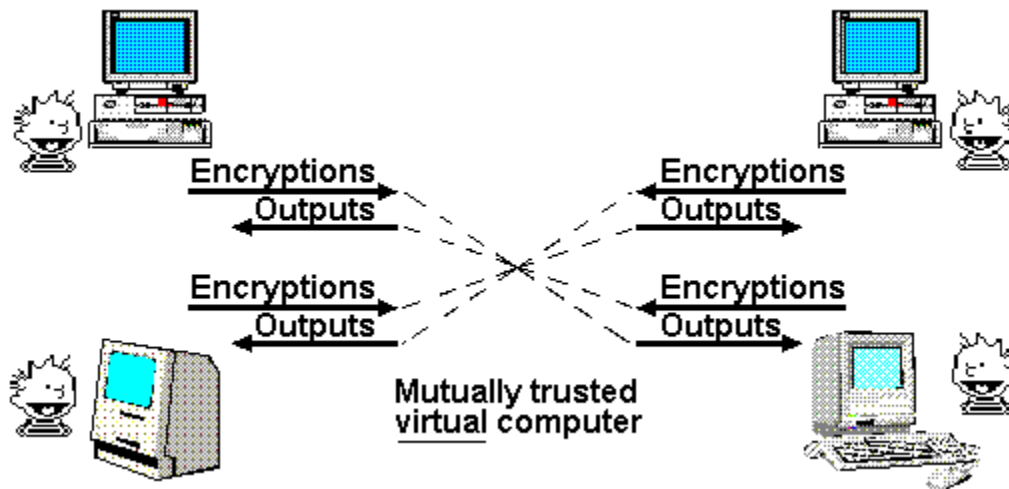 Encryptions
Outputs
Encryptions
Outputs
Encryptions
Outputs
Encryptions
Outputs
Mutually trusted
virtual computer